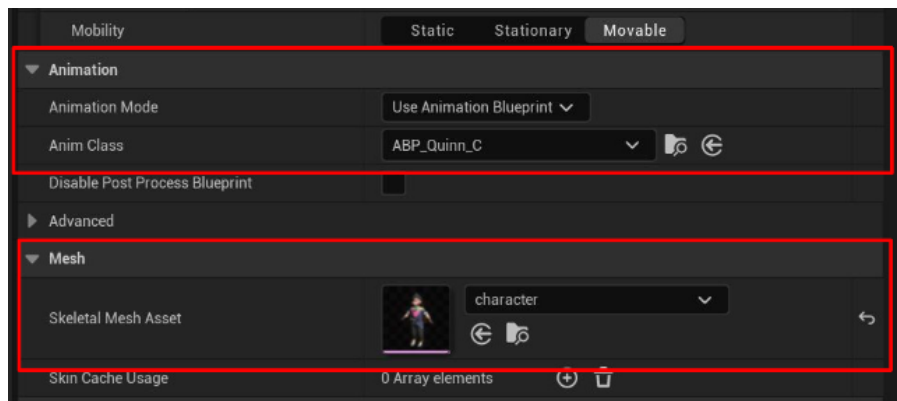 Mobility Static Stationary Movable
Animation
Animation Mode Use Animation Blueprint
Anim Class ABP_Quinn_C
Disable Post Process Blueprint
Advanced
Mesh
character
Skeletal Mesh Asset
Skin Cache Usage 0 Array elements